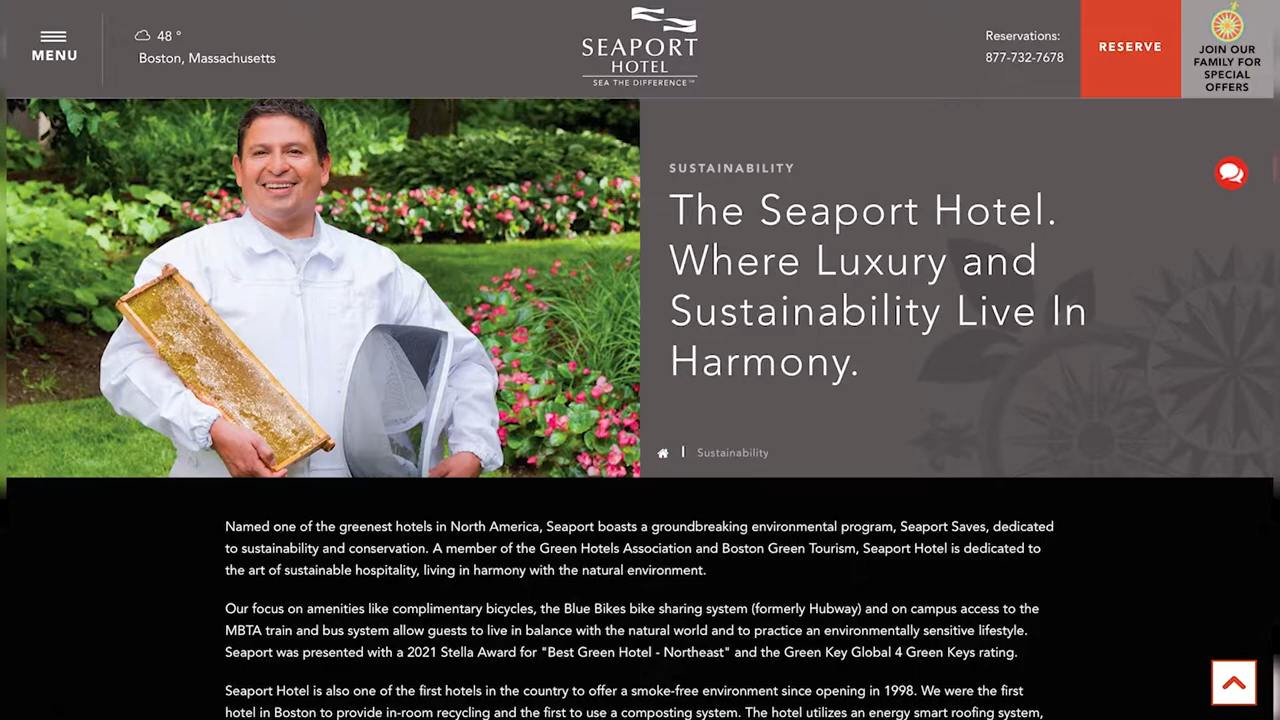 MENU
48 °
Boston, Massachusetts
SEAPORT
HOTEL
SEA THE DIFFERENCE™
Reservations:
877-732-7678
RESERVE
JOIN OUR
FAMILY FOR
SPECIAL
OFFERS
SUSTAINABILITY
The Seaport Hotel.
Where Luxury and
Sustainability Live In
Harmony.
Sustainability
Named one of the greenest hotels in North America, Seaport boasts a groundbreaking environmental program, Seaport Saves, dedicated
to sustainability and conservation. A member of the Green Hotels Association and Boston Green Tourism, Seaport Hotel is dedicated to
the art of sustainable hospitality, living in harmony with the natural environment.
Our focus on amenities like complimentary bicycles, the Blue Bikes bike sharing system (formerly Hubway) and on campus access to the
MBTA train and bus system allow guests to live in balance with the natural world and to practice an environmentally sensitive lifestyle.
Seaport was presented with a 2021 Stella Award for "Best Green Hotel - Northeast" and the Green Key Global 4 Green Keys rating.
Seaport Hotel is also one of the first hotels in the country to offer a smoke-free environment since opening in 1998. We were the first
hotel in Boston to provide in-room recycling and the first to use a composting system. The hotel utilizes an energy smart roofing system,